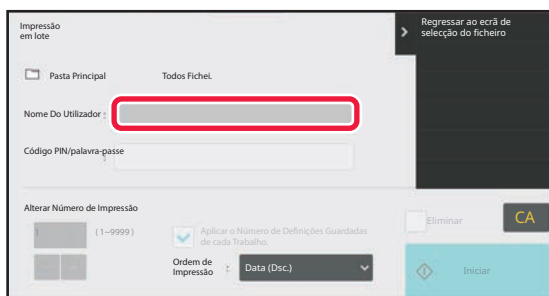 Impressão
em lote
Regressar ao ecrã de
selecção do ficheiro
Pasta Principal
Todos Fichei.
Nome Do Utilizador :
Código PIN/palavra-passe
:
Alterar Número de Impressão
1
(1~9999)
Aplicar o Número de Definições Guardadas
de cada Trabalho.
Eliminar
CA
Ordem de
Impressão :
Data (Dsc.)
Iniciar